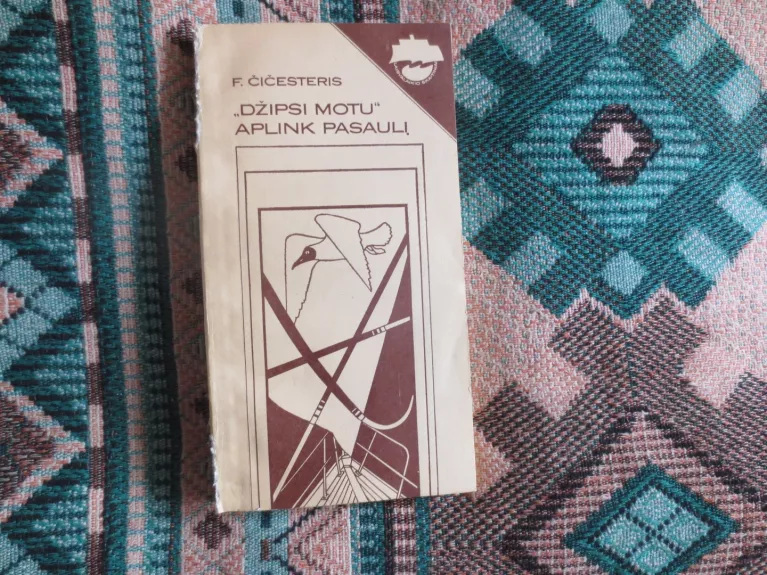 F. ČIČESTERIS
„DŽIPSI MOTU“
APLINK PASAULĮ